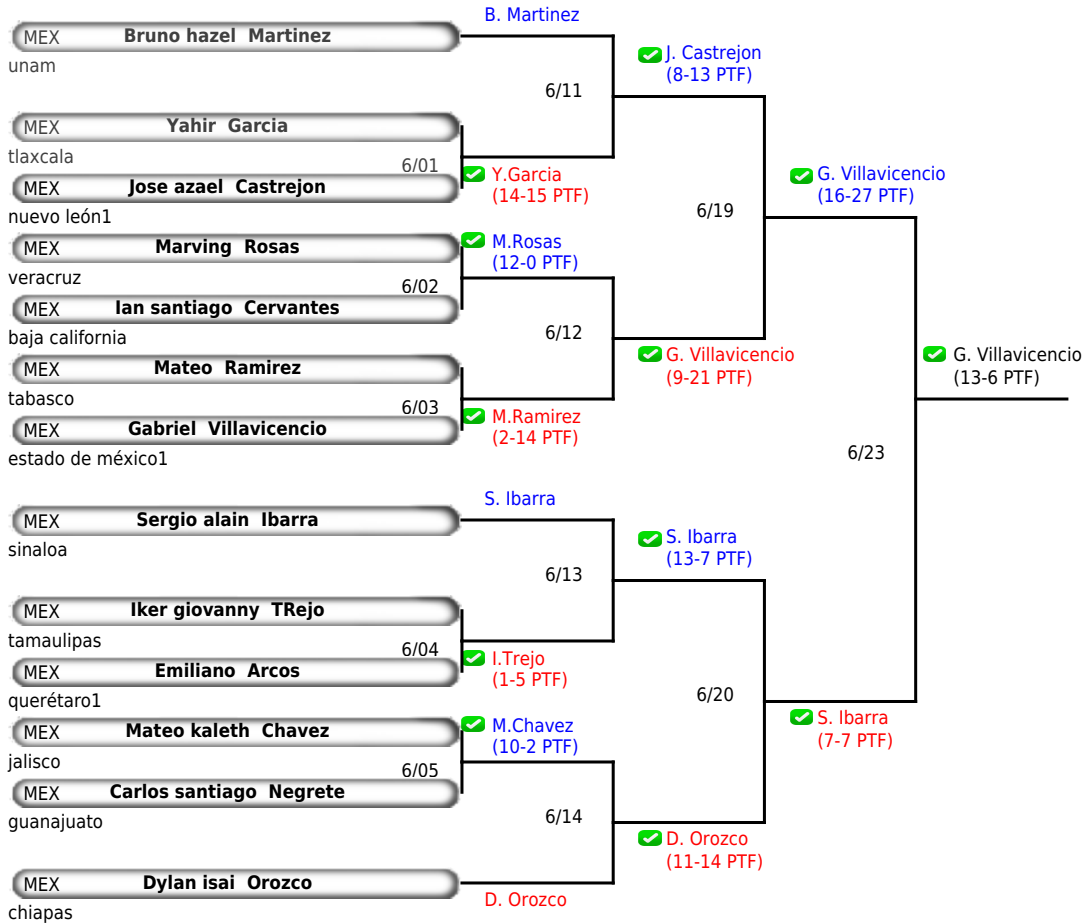 B. Martinez
MEX Bruno hazel Martinez
unam
J. Castrejon
(8-13 PTF)
6/11
MEX Yahir Garcia
tlaxcala
6/01
Y.Garcia
(14-15 PTF)
MEX Jose azael Castrejon
nuevo león1
G. Villavicencio
(16-27 PTF)
6/19
MEX Marving Rosas
veracruz
M.Rosas
(12-0 PTF)
6/02
MEX Ian santiago Cervantes
baja california
6/12
G. Villavicencio
(9-21 PTF)
G. Villavicencio
(13-6 PTF)
MEX Mateo Ramirez
tabasco
6/03
M.Ramirez
(2-14 PTF)
MEX Gabriel Villavicencio
estado de méxico1
6/23
S. Ibarra
MEX Sergio alain Ibarra
sinaloa
S. Ibarra
(13-7 PTF)
6/13
MEX Iker giovanny TRejo
tamaulipas
6/04
I.Trejo
(1-5 PTF)
MEX Emiliano Arcos
querétaro1
6/20
S. Ibarra
(7-7 PTF)
MEX Mateo kaleth Chavez
jalisco
M.Chavez
(10-2 PTF)
6/05
MEX Carlos santiago Negrete
guanajuato
6/14
D. Orozco
(11-14 PTF)
MEX Dylan isai Orozco
chiapas
D. Orozco